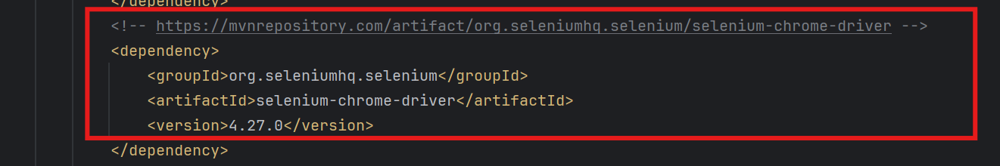 </dependency>
<!-- https://mvnrepository.com/artifact/org.seleniumhq.selenium/selenium-chrome-driver -->
<dependency>
<groupId>org.seleniumhq.selenium</groupId>
<artifactId>selenium-chrome-driver</artifactId>
<version>4.27.0</version>
</dependency>